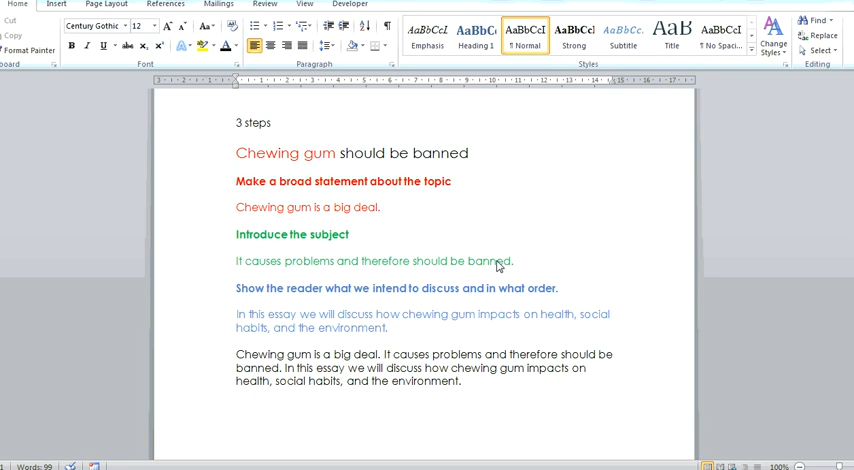 Home Insert Page Layout References Mailings Review View Developer
Cut
Copy
Format Painter
Century Gothic 12
Aa
B I U abc x₂ x² A A
Font
Paragraph
AaBbCcI AaBbC AaBbCcI AaBbCcI AaBbCc. AaB AaBbCcI
Emphasis Heading 1 ¶ Normal Strong Subtitle Title ¶ No Spaci...
Change
Styles
Styles
Find
Replace
Select
Editing
3 steps
Chewing gum should be banned
Make a broad statement about the topic
Chewing gum is a big deal.
Introduce the subject
It causes problems and therefore should be banned.
Show the reader what we intend to discuss and in what order.
In this essay we will discuss how chewing gum impacts on health, social
habits, and the environment.
Chewing gum is a big deal. It causes problems and therefore should be
banned. In this essay we will discuss how chewing gum impacts on
health, social habits, and the environment.
Words: 99
100%